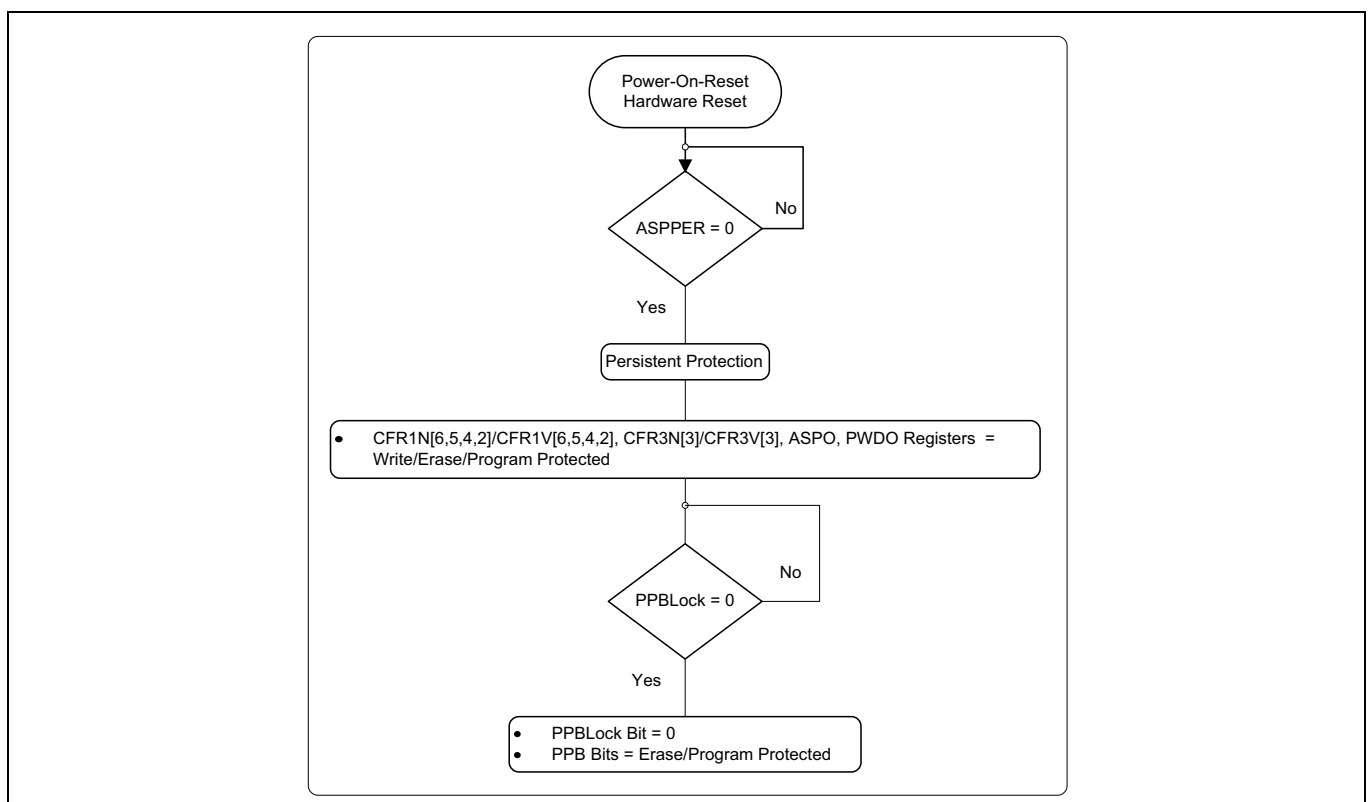 Power-On-Reset
Hardware Reset
ASPPER = 0
No
Yes
Persistent Protection
• CFR1N[6,5,4,2]/CFR1V[6,5,4,2], CFR3N[3]/CFR3V[3], ASPO, PWDO Registers =
Write/Erase/Program Protected
PPBLock = 0
No
Yes
• PPBLock Bit = 0
• PPB Bits = Erase/Program Protected